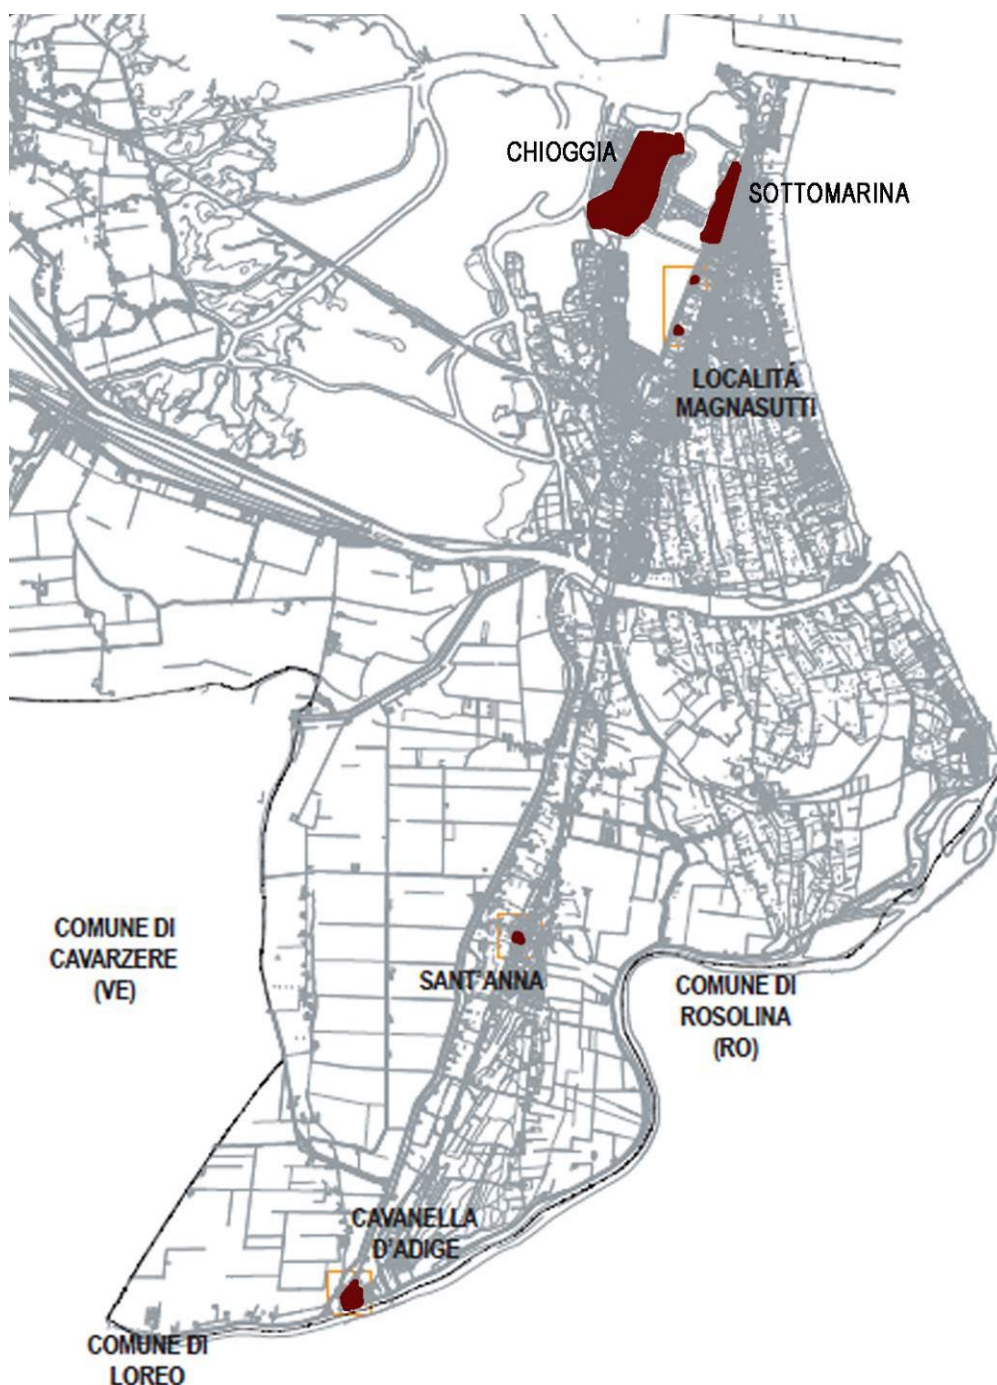 CHIOGGIA
SOTTOMARINA
LOCALITÁ
MAGNASUTTI
COMUNE DI
CAVARZERE
(VE)
SANT'ANNA
COMUNE DI
ROSOLINA
(RO)
CAVANELLA
D'ADIGE
COMUNE DI
LOREO